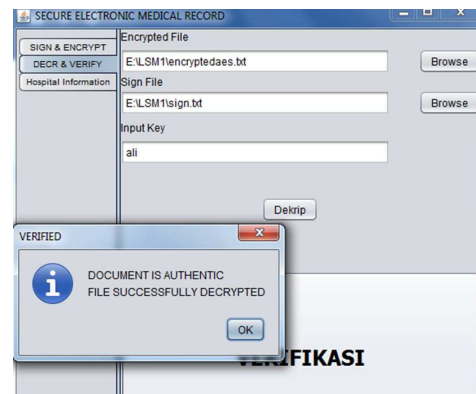 SECURE ELECTRONIC MEDICAL RECORD
SIGN & ENCRYPT
DECR & VERIFY
Hospital Information
Encrypted File
E:\LSM1\encryptedaes.txt
Browse
Sign File
E:\LSM1\sign.txt
Browse
Input Key
ali
Dekrip
VERIFIED
DOCUMENT IS AUTHENTIC
FILE SUCCESSFULLY DECRYPTED
OK
VERIFIKASI